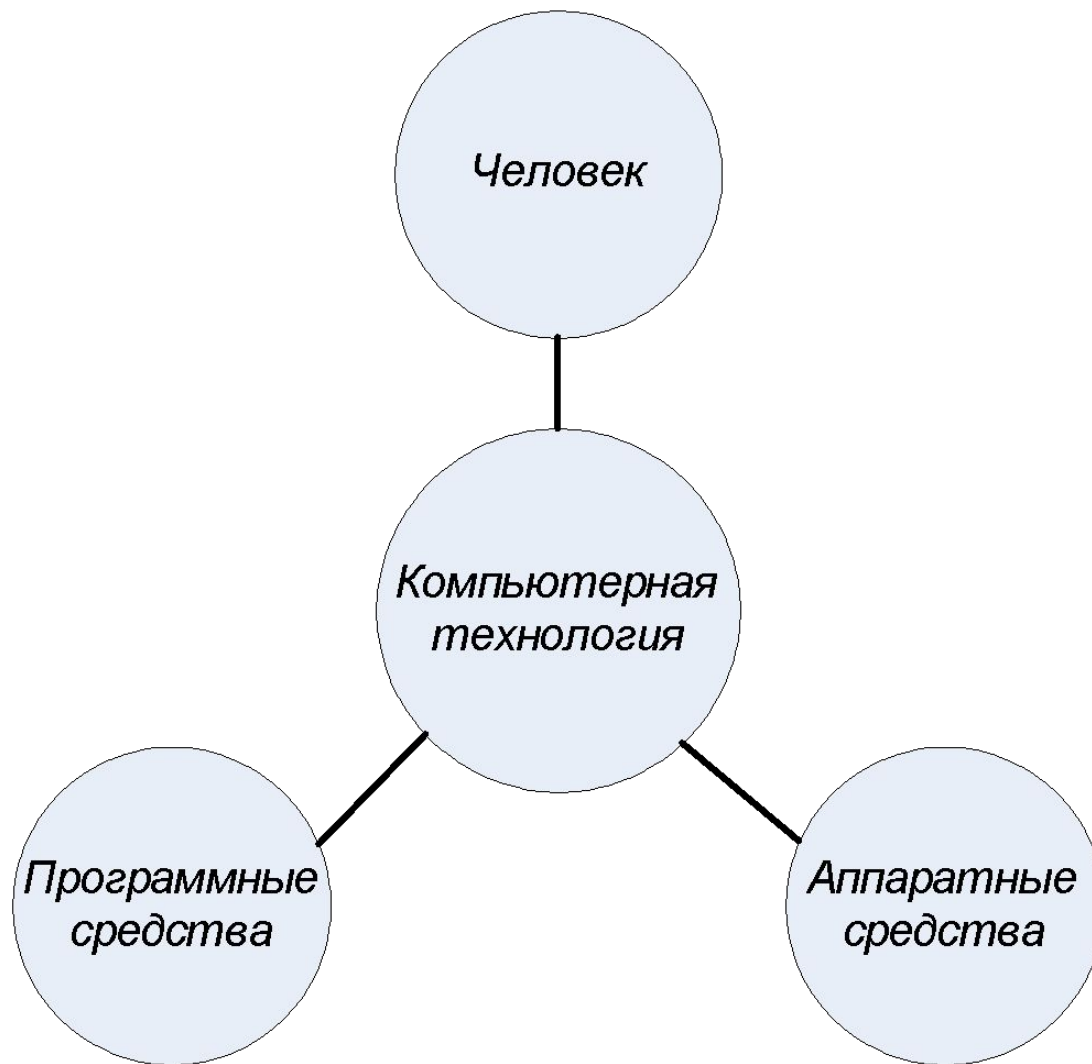 Человек
Компьютерная
технология
Программные
средства
Аппаратные
средства